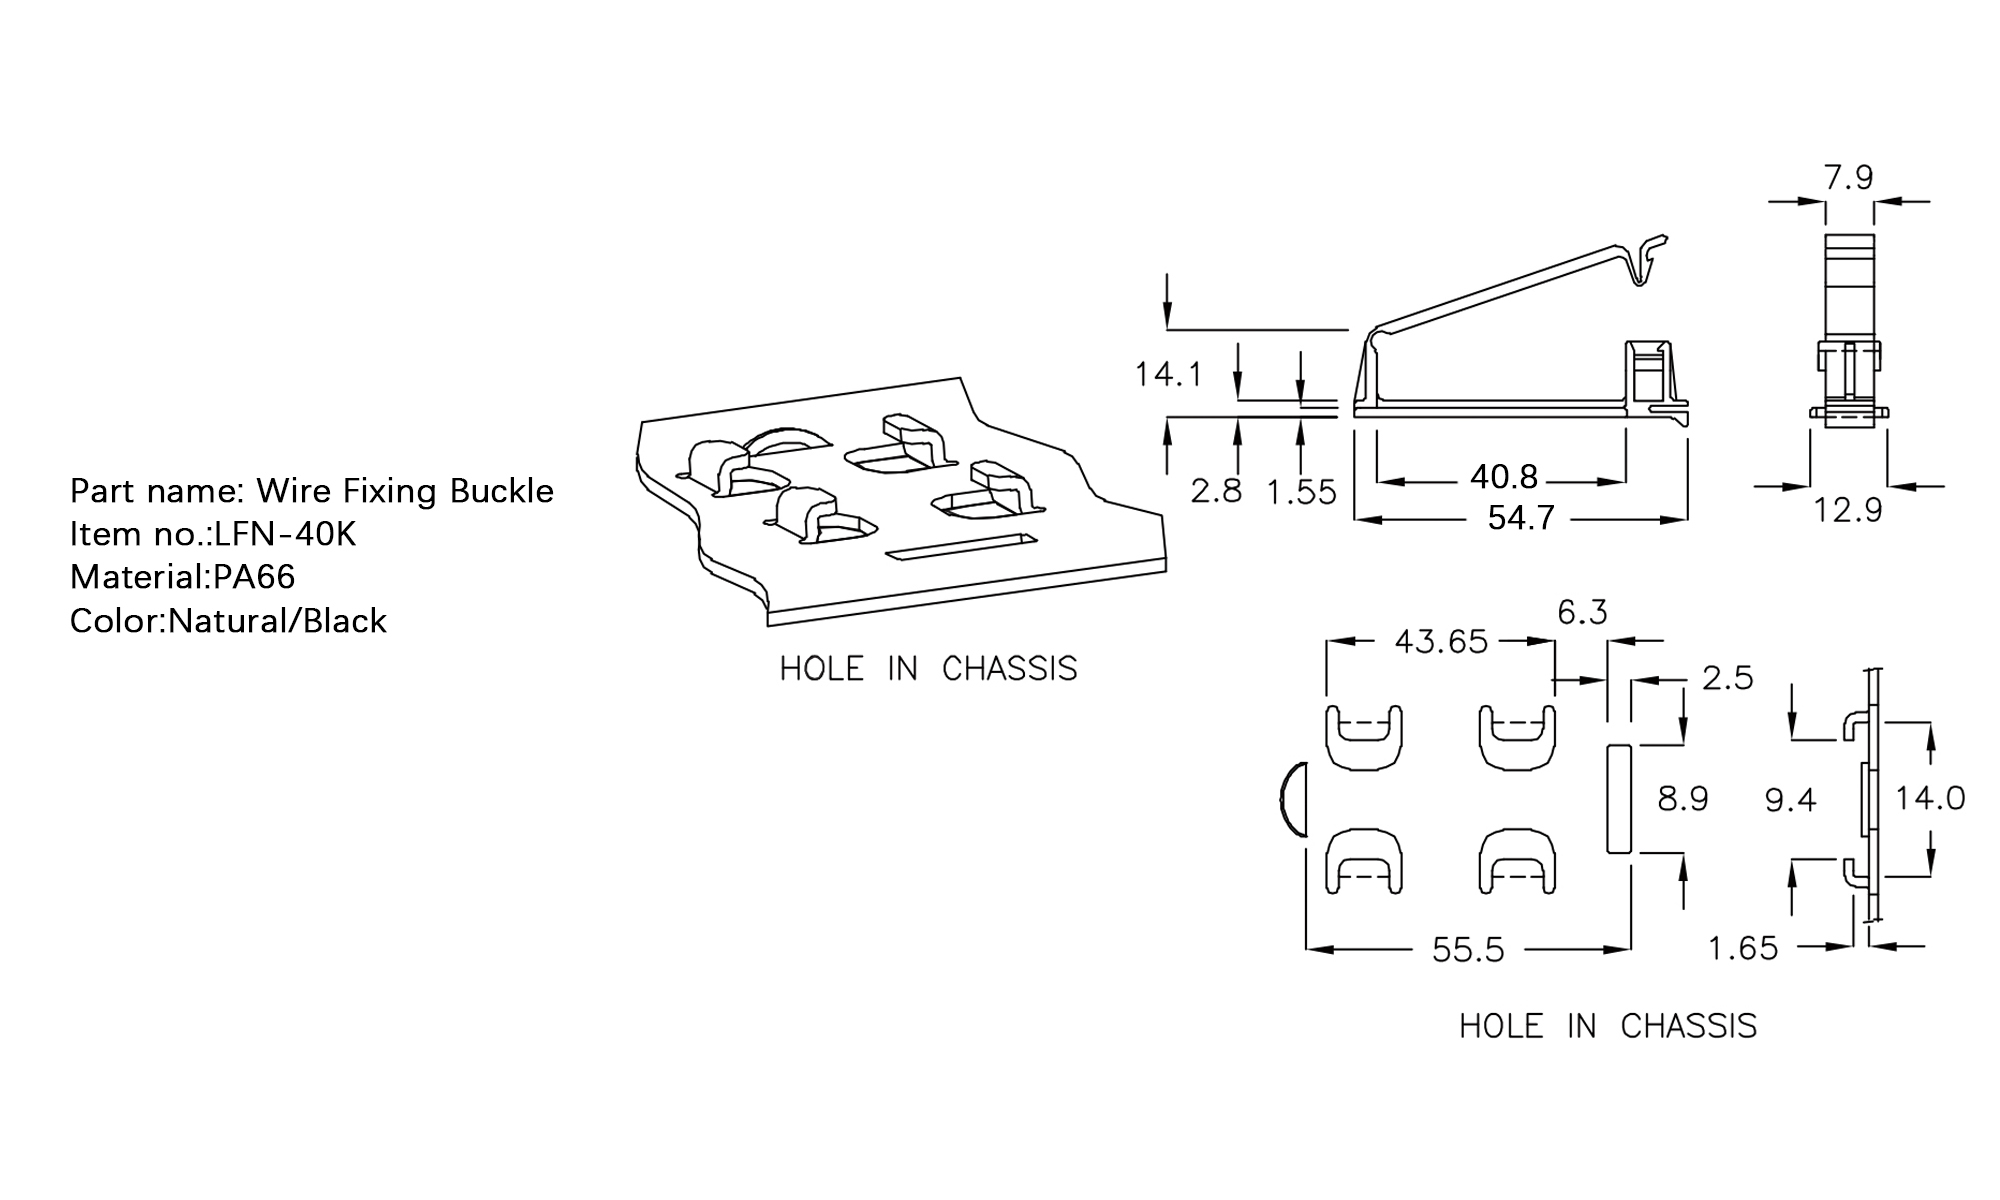 Part name: Wire Fixing Buckle
Item no.:LFN-40K
Material:PA66
Color:Natural/Black
HOLE IN CHASSIS
7.9
14.1
2.8
1.55
40.8
54.7
12.9
6.3
43.65
2.5
8.9
9.4
14.0
55.5
1.65
HOLE IN CHASSIS